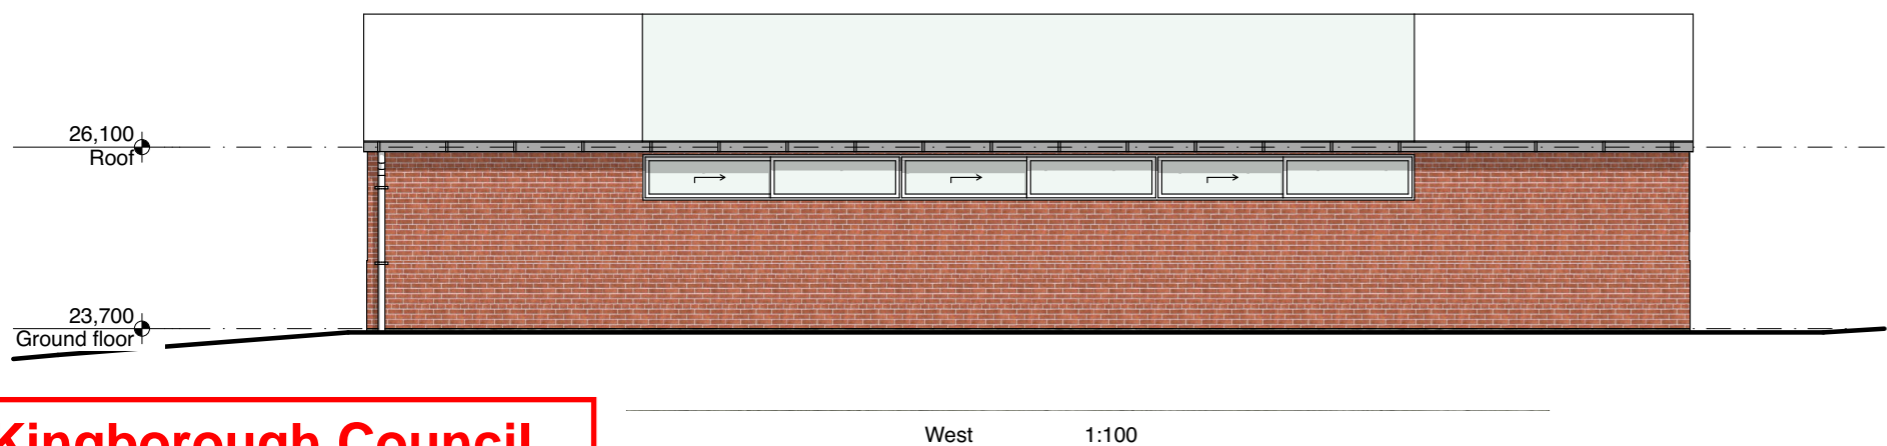 26,100
Roof
23,700
Ground floor
Kingborough Council
West 1:100